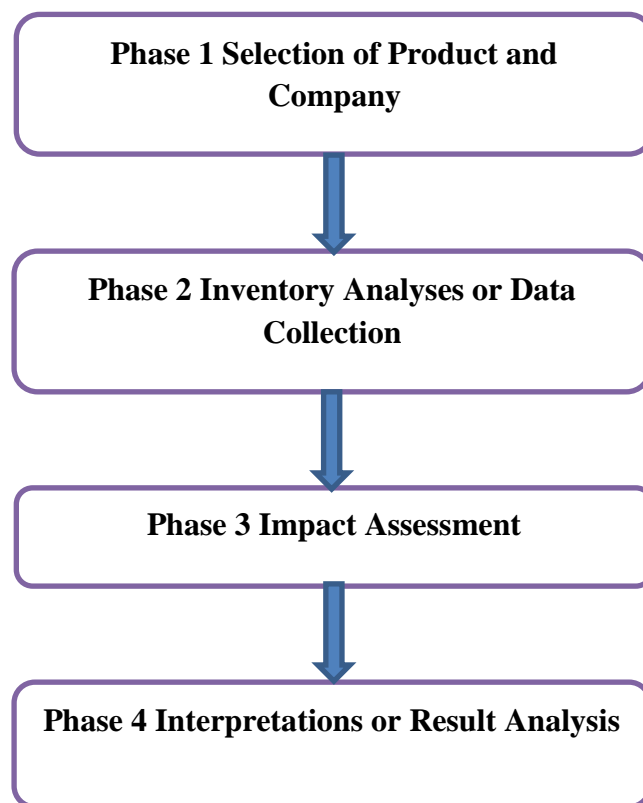 Phase 1 Selection of Product and
Company
Phase 2 Inventory Analyses or Data
Collection
Phase 3 Impact Assessment
Phase 4 Interpretations or Result Analysis